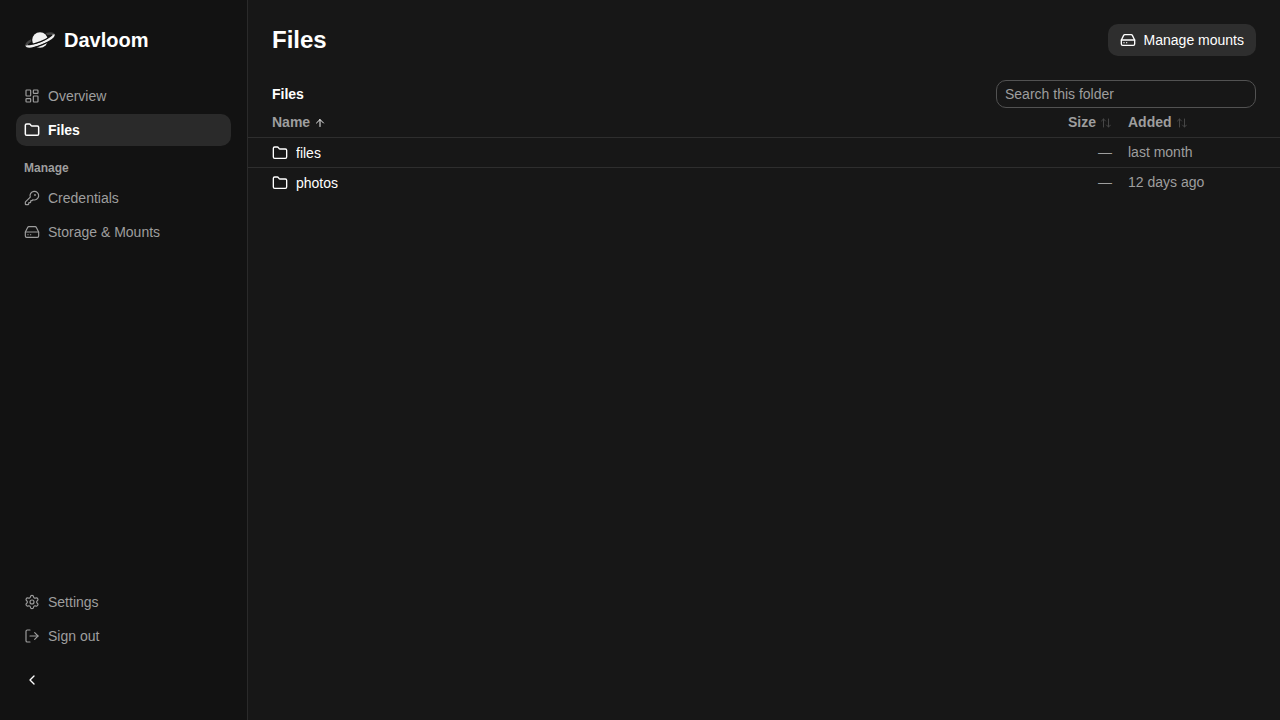 Davloom
Overview
Files
Manage
Credentials
Storage & Mounts
Settings
Sign out
Files
Manage mounts
Files
Search this folder
Name Size Added
files — last month
photos — 12 days ago